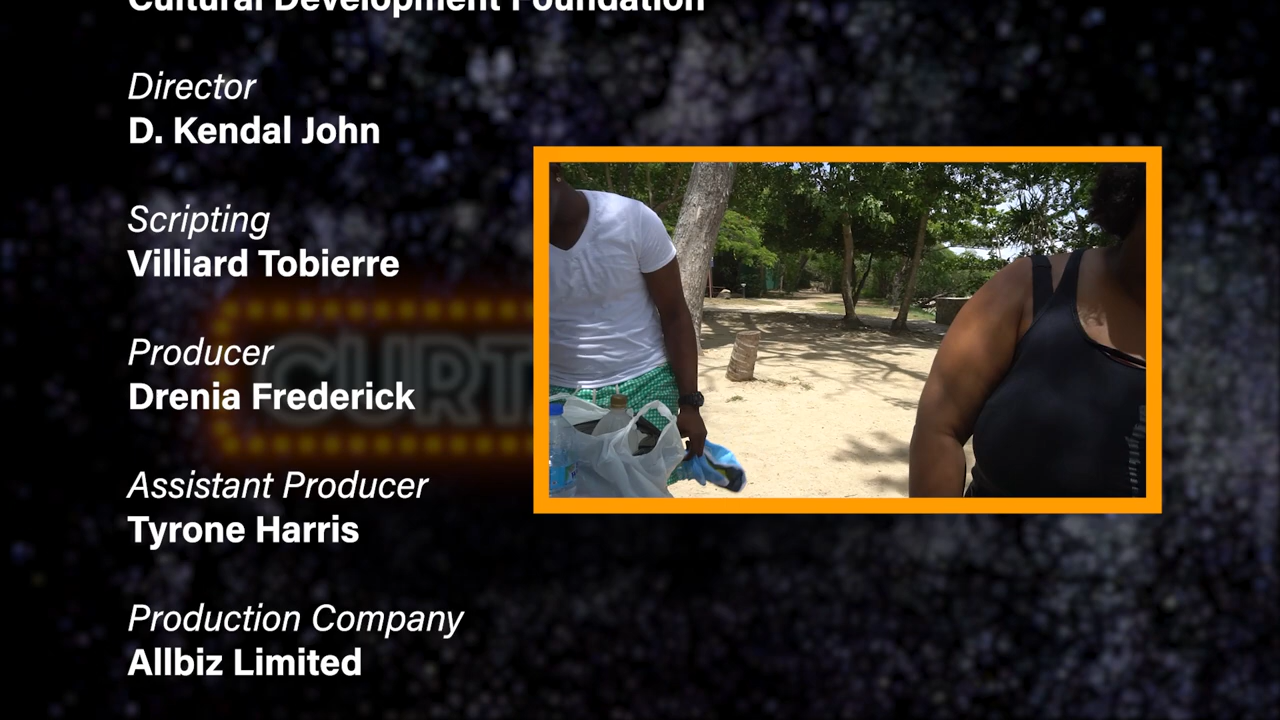 Cultural Development Foundation
Director
D. Kendal John
Scripting
Villiard Tobierre
Producer
Drenia Frederick
Assistant Producer
Tyrone Harris
Production Company
Allbiz Limited